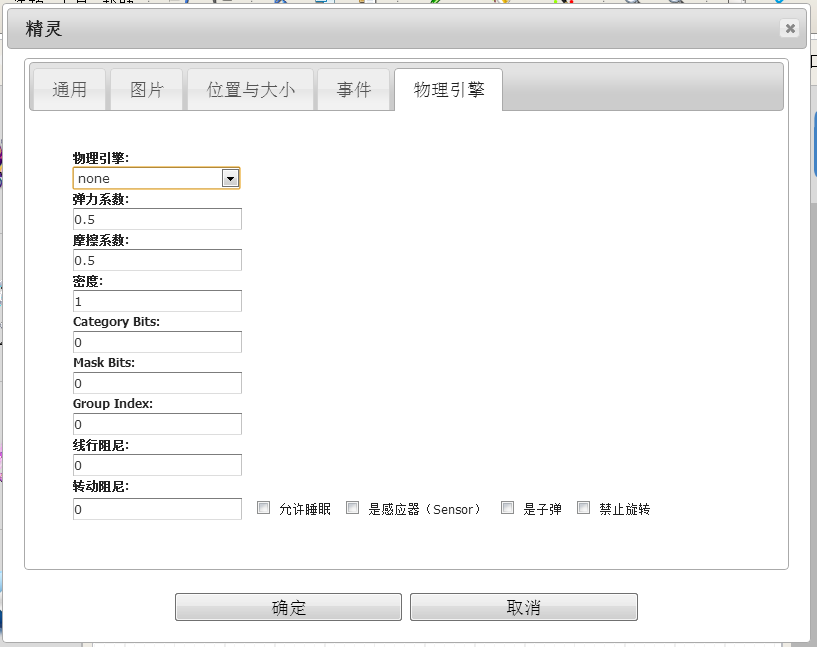 精灵
通用 图片 位置与大小 事件 物理引擎
物理引擎:
none
弹力系数:
0.5
摩擦系数:
0.5
密度:
1
Category Bits:
0
Mask Bits:
0
Group Index:
0
线行阻尼:
0
转动阻尼:
0 允许睡眠 是感应器（Sensor） 是子弹 禁止旋转
确定 取消